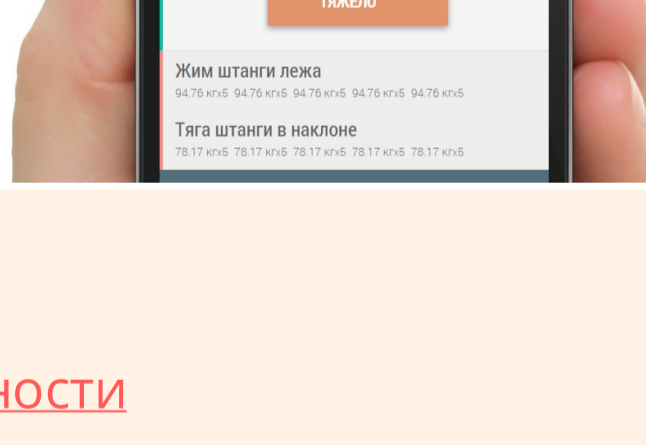 ТЯЖЕЛО
Жим штанги лежа
94.76 кгх5 94.76 кгх5 94.76 кгх5 94.76 кгх5 94.76 кгх5
Тяга штанги в наклоне
78.17 кгх5 78.17 кгх5 78.17 кгх5 78.17 кгх5 78.17 кгх5
ности